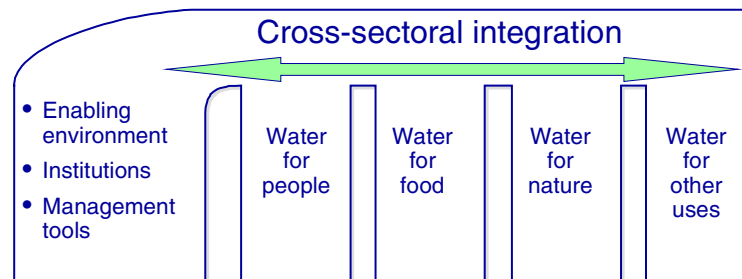 Cross-sectoral integration
• Enabling
environment
• Institutions
• Management
tools
Water
for
people
Water
for
food
Water
for
nature
Water
for
other
uses